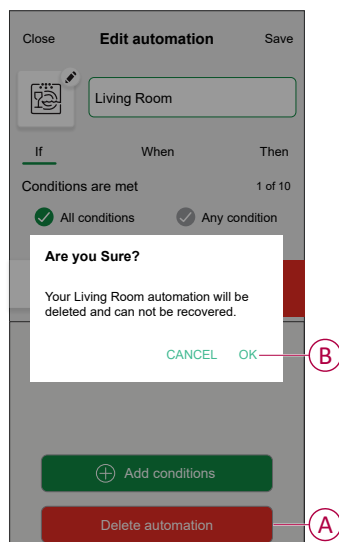 Close Edit automation Save
Living Room
If When Then
Conditions are met 1 of 10
All conditions Any condition
Are you Sure?
Your Living Room automation will be
deleted and can not be recovered.
CANCEL OK
B
Add conditions
Delete automation
A